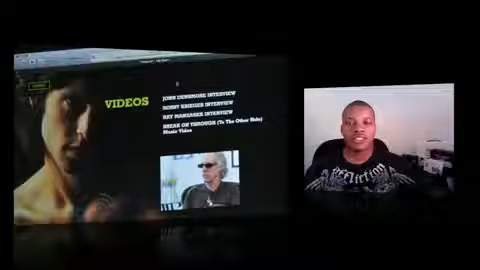 VIDEOS
JOHN DENSMORE INTERVIEW
ROBBY KRIEGER INTERVIEW
RAY MANZAREK INTERVIEW
BREAK ON THROUGH (To The Other Side)
Music Video
Affliction